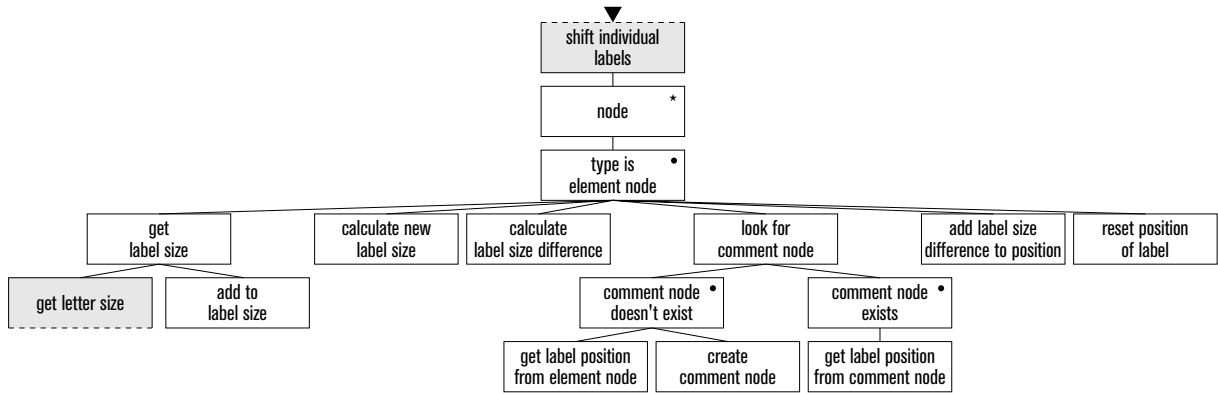 shift individual
labels
node
type is
element node
get
label size
calculate new
label size
calculate
label size difference
look for
comment node
add label size
difference to position
reset position
of label
get letter size
add to
label size
comment node
doesn't exist
comment node
exists
get label position
from element node
create
comment node
get label position
from comment node